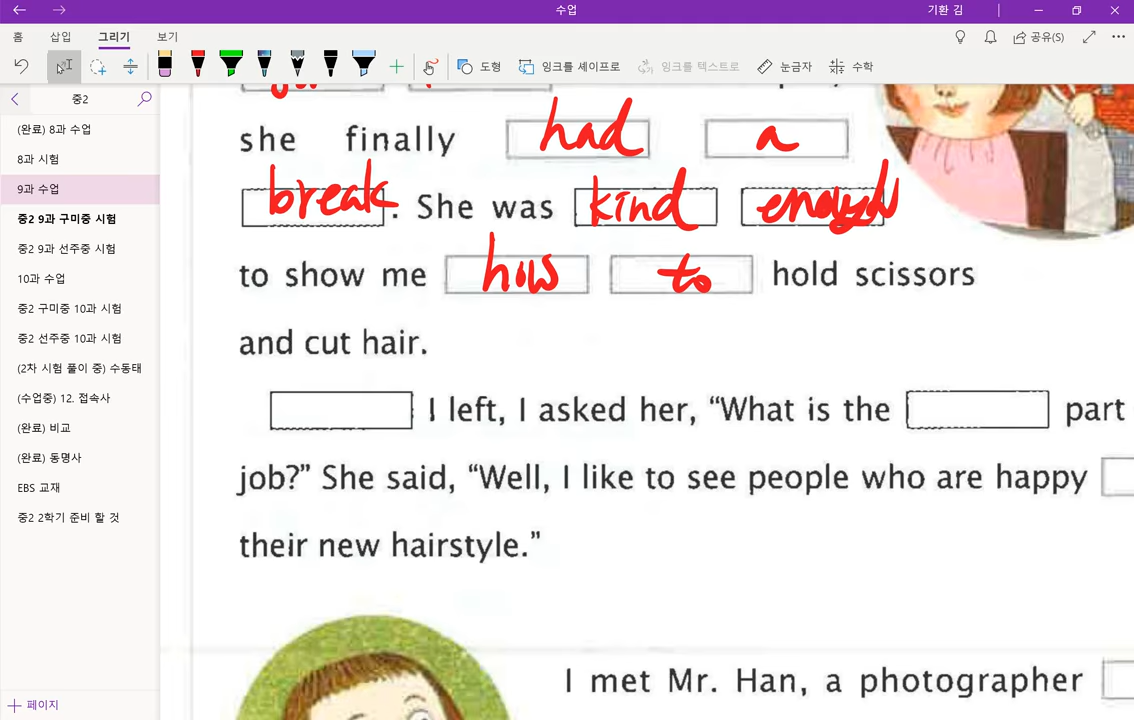 수업
기환 김
홈 삽입 그리기 보기
공유(S)
도형 잉크를 셰이프로 잉크를 텍스트로 눈금자 수학
중2
(완료) 8과 수업
8과 시험
9과 수업
중2 9과 구미중 시험
중2 9과 선주중 시험
10과 수업
중2 구미중 10과 시험
중2 선주중 10과 시험
(2차 시험 풀이 중) 수동태
(수업중) 12. 접속사
(완료) 비교
(완료) 동명사
EBS 교재
중2 2학기 준비 할 것
페이지
she finally had a
break. She was kind enough
to show me how to hold scissors
and cut hair.
I left, I asked her, “What is the part
job?” She said, “Well, I like to see people who are happy
their new hairstyle.”
I met Mr. Han, a photographer